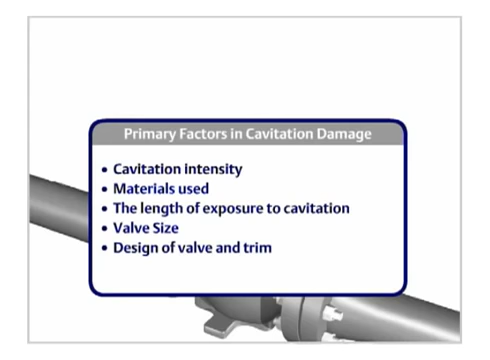 Primary Factors in Cavitation Damage
• Cavitation intensity
• Materials used
• The length of exposure to cavitation
• Valve Size
• Design of valve and trim